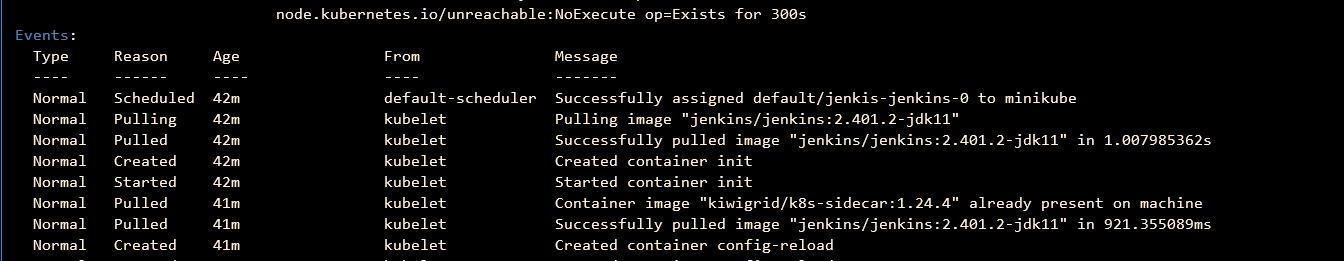 node.kubernetes.io/unreachable:NoExecute op=Exists for 300s
Events:
Type Reason Age From Message
---- ------ ---- ---- -------
Normal Scheduled 42m default-scheduler Successfully assigned default/jenkis-jenkins-0 to minikube
Normal Pulling 42m kubelet Pulling image "jenkins/jenkins:2.401.2-jdk11"
Normal Pulled 42m kubelet Successfully pulled image "jenkins/jenkins:2.401.2-jdk11" in 1.007985362s
Normal Created 42m kubelet Created container init
Normal Started 42m kubelet Started container init
Normal Pulled 41m kubelet Container image "kiwigrid/k8s-sidecar:1.24.4" already present on machine
Normal Pulled 41m kubelet Successfully pulled image "jenkins/jenkins:2.401.2-jdk11" in 921.355089ms
Normal Created 41m kubelet Created container config-reload